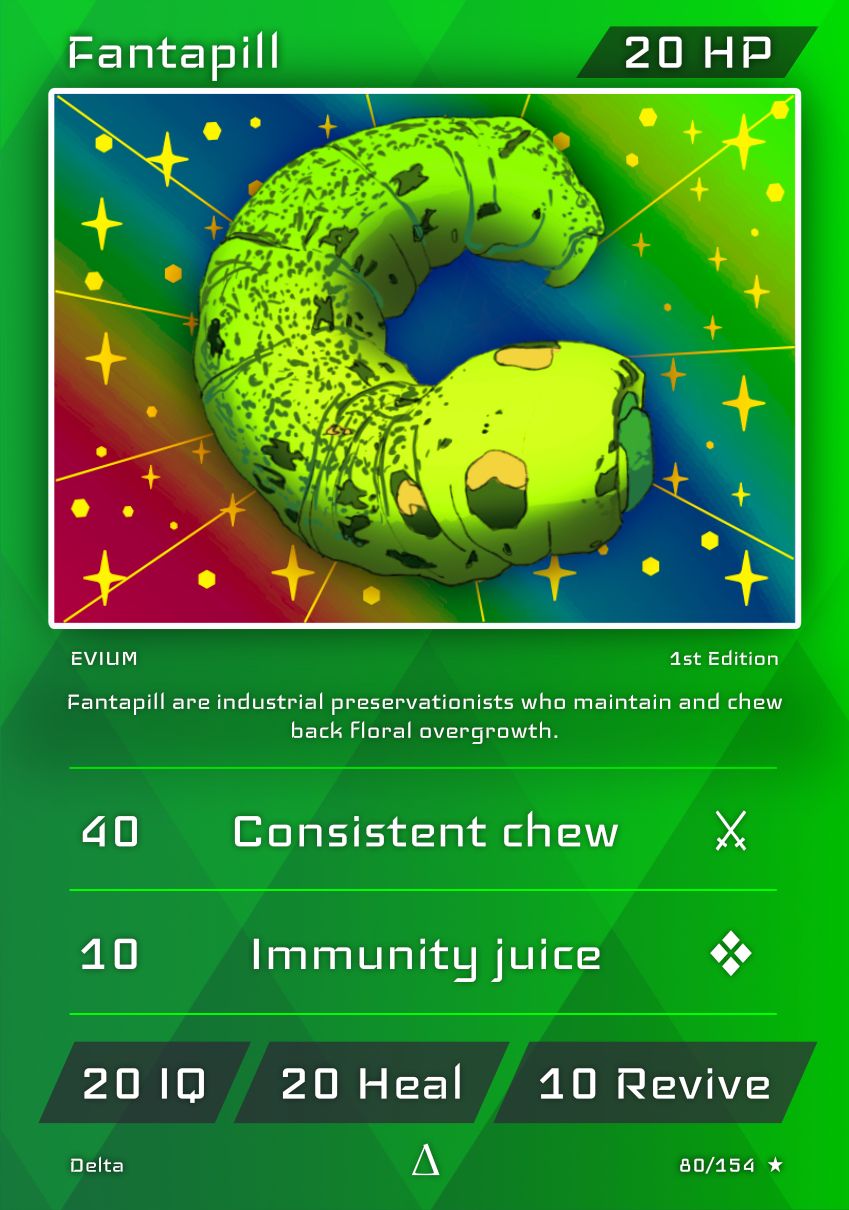 Fantapill
20 HP
EVIUM
1st Edition
Fantapill are industrial preservationists who maintain and chew
back floral overgrowth.
40 Consistent chew
10 Immunity juice
20 IQ
20 Heal
10 Revive
Delta
Δ
80/154 ★